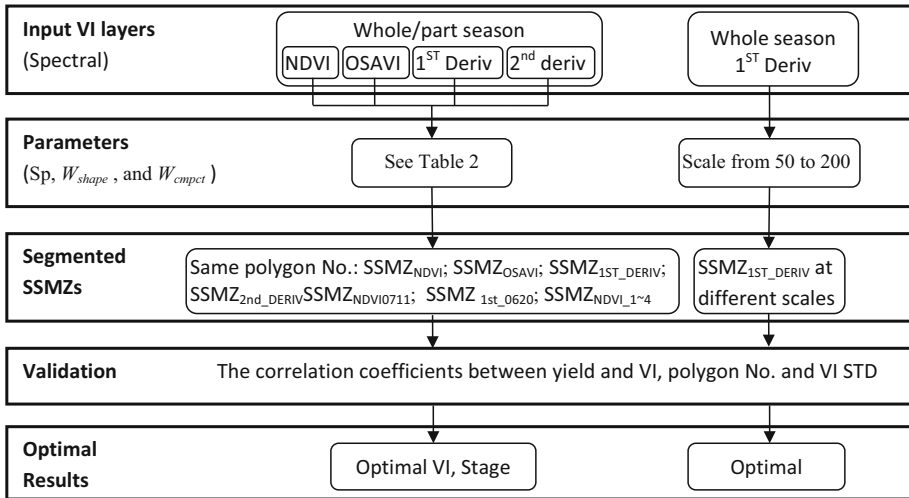 Input VI layers
(Spectral)
Whole/part season
NDVI OSAVI 1ST Deriv 2nd deriv
Whole season
1ST Deriv
Parameters
(Sp, Wshape , and Wcmpct )
See Table 2
Scale from 50 to 200
Segmented
SSMZs
Same polygon No.: SSMZNDVI; SSMZOSAVI; SSMZ1ST_DERIV;
SSMZ2nd_DERIVSSMZNDVI0711; SSMZ 1st_0620; SSMZNDVI_1~4
SSMZ1ST_DERIV at
different scales
Validation
The correlation coefficients between yield and VI, polygon No. and VI STD
Optimal
Results
Optimal VI, Stage
Optimal